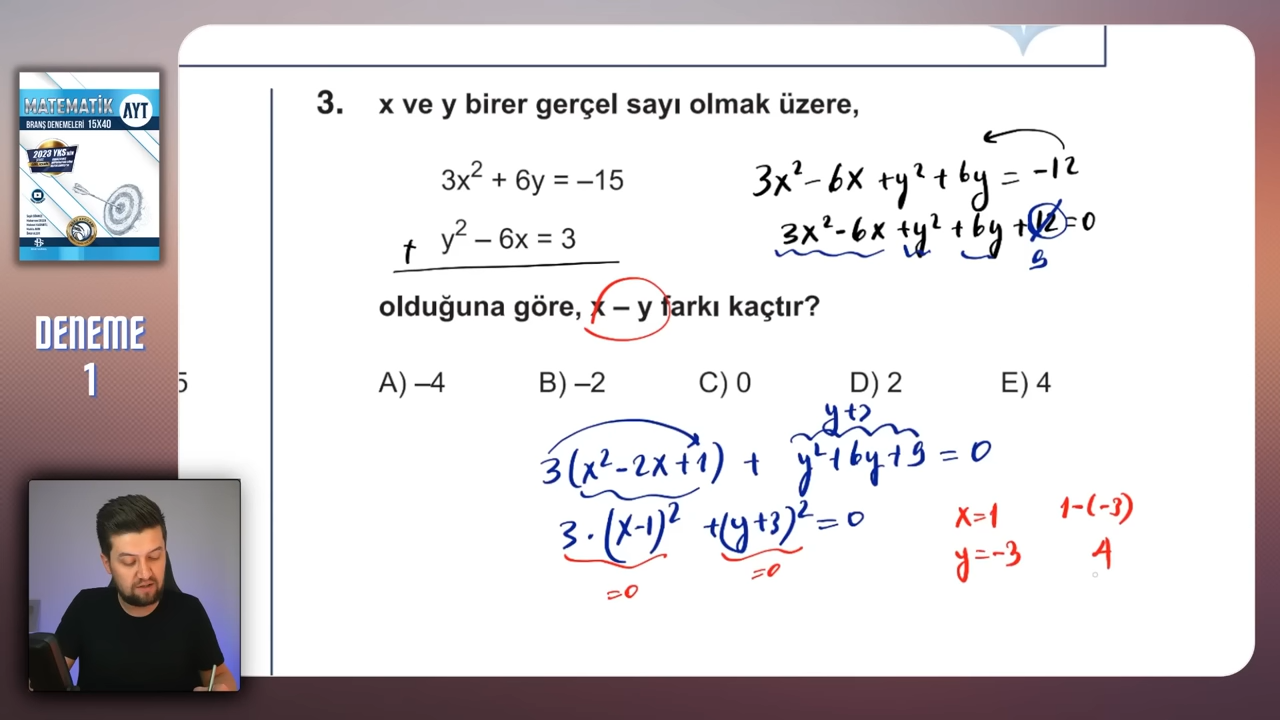 MATEMATİK
AYT
BRANŞ DENEMELERİ 15X40
2023 YKS'NİN
DENEME
1
5
3. x ve y birer gerçel sayı olmak üzere,
3x² + 6y = –15
+ y² – 6x = 3
olduğuna göre, x – y farkı kaçtır?
A) –4 B) –2 C) 0 D) 2 E) 4
3x² - 6x + y² + 6y = -12
3x² - 6x + y² + 6y + 12 = 0
9
y+3
3(x² - 2x + 1) + y² + 6y + 9 = 0
3 · (x-1)² + (y+3)² = 0
=0 =0
x=1 1-(-3)
y=-3 4